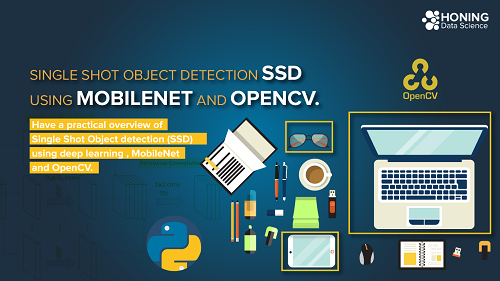 HONING
Data Science
SINGLE SHOT OBJECT DETECTION SSD
USING MOBILENET AND OPENCV.
OpenCV
Have a practical overview of
Single Shot Object detection (SSD)
using deep learning , MobileNet
and OpenCV.